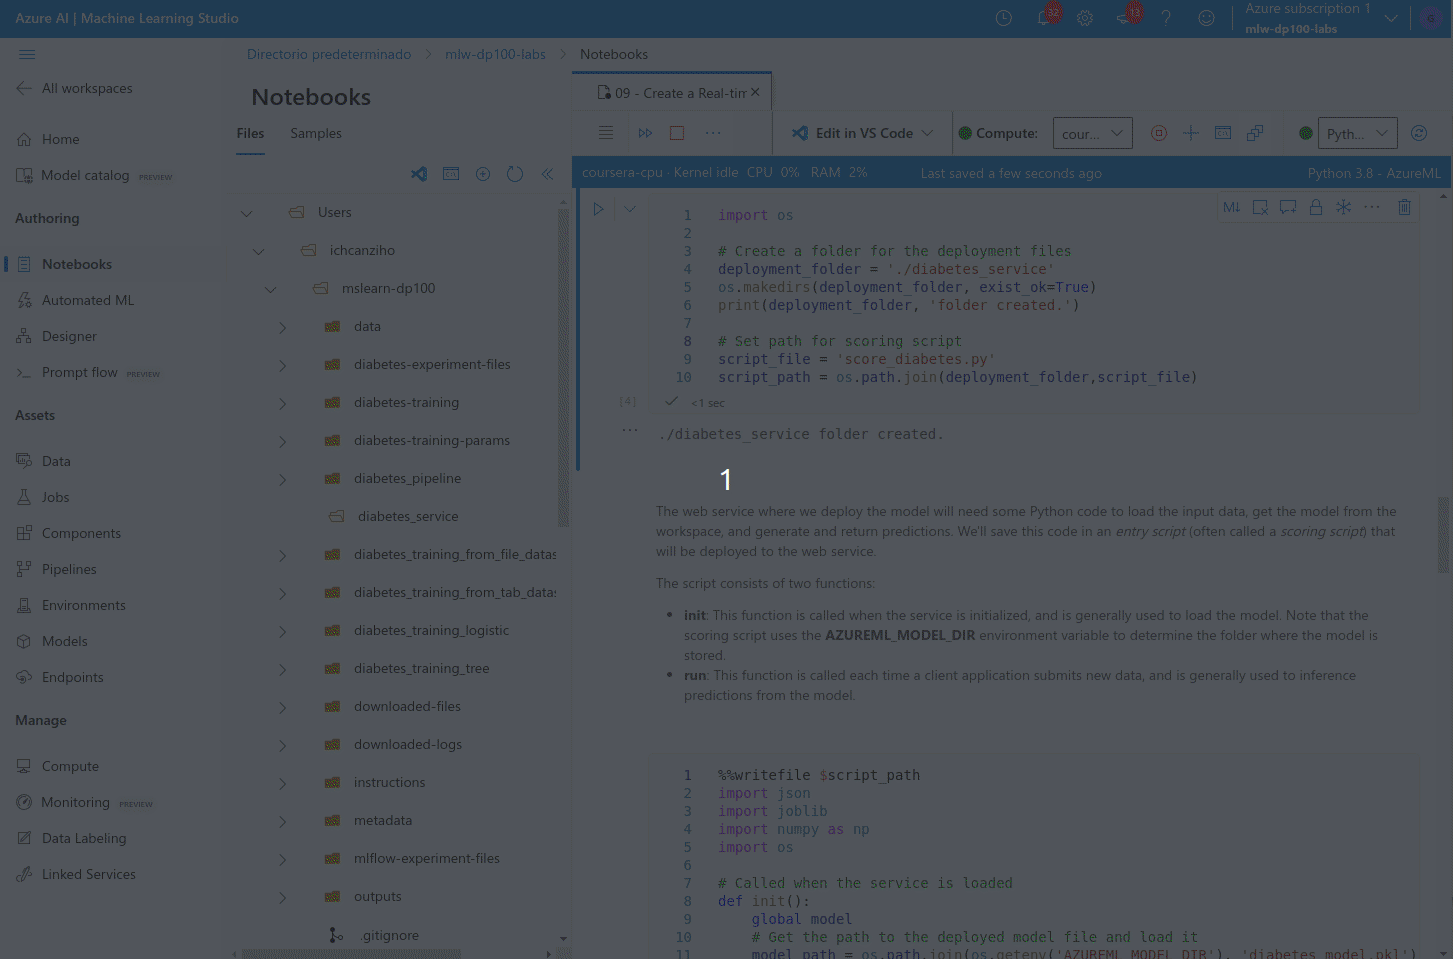 Azure AI | Machine Learning Studio
32
13
Azure subscription 1
mlw-dp100-labs
All workspaces
Home
Model catalog PREVIEW
Authoring
Notebooks
Automated ML
Designer
Prompt flow PREVIEW
Assets
Data
Jobs
Components
Pipelines
Environments
Models
Endpoints
Manage
Compute
Monitoring PREVIEW
Data Labeling
Linked Services
Directorio predeterminado > mlw-dp100-labs > Notebooks
Notebooks
Files Samples
Users
ichcanziho
mslearn-dp100
data
diabetes-experiment-files
diabetes-training
diabetes-training-params
diabetes_pipeline
diabetes_service
diabetes_training_from_file_datas
diabetes_training_from_tab_datas
diabetes_training_logistic
diabetes_training_tree
downloaded-files
downloaded-logs
instructions
metadata
mlflow-experiment-files
outputs
.gitignore
09 - Create a Real-tim
Edit in VS Code
Compute: cour...
Pyth...
coursera-cpu · Kernel idle CPU 0% RAM 2% Last saved a few seconds ago Python 3.8 - AzureML
M↓
1 import os
2
3 # Create a folder for the deployment files
4 deployment_folder = './diabetes_service'
5 os.makedirs(deployment_folder, exist_ok=True)
6 print(deployment_folder, 'folder created.')
7
8 # Set path for scoring script
9 script_file = 'score_diabetes.py'
10 script_path = os.path.join(deployment_folder,script_file)
[4] <1 sec
./diabetes_service folder created.
1
The web service where we deploy the model will need some Python code to load the input data, get the model from the
workspace, and generate and return predictions. We'll save this code in an entry script (often called a scoring script) that
will be deployed to the web service.
The script consists of two functions:
• init: This function is called when the service is initialized, and is generally used to load the model. Note that the
scoring script uses the AZUREML_MODEL_DIR environment variable to determine the folder where the model is
stored.
• run: This function is called each time a client application submits new data, and is generally used to inference
predictions from the model.
1 %%writefile $script_path
2 import json
3 import joblib
4 import numpy as np
5 import os
6
7 # Called when the service is loaded
8 def init():
9 global model
10 # Get the path to the deployed model file and load it
11 model_path = os.path.join(os.getenv('AZUREML_MODEL_DIR'), 'diabetes_model.pkl')